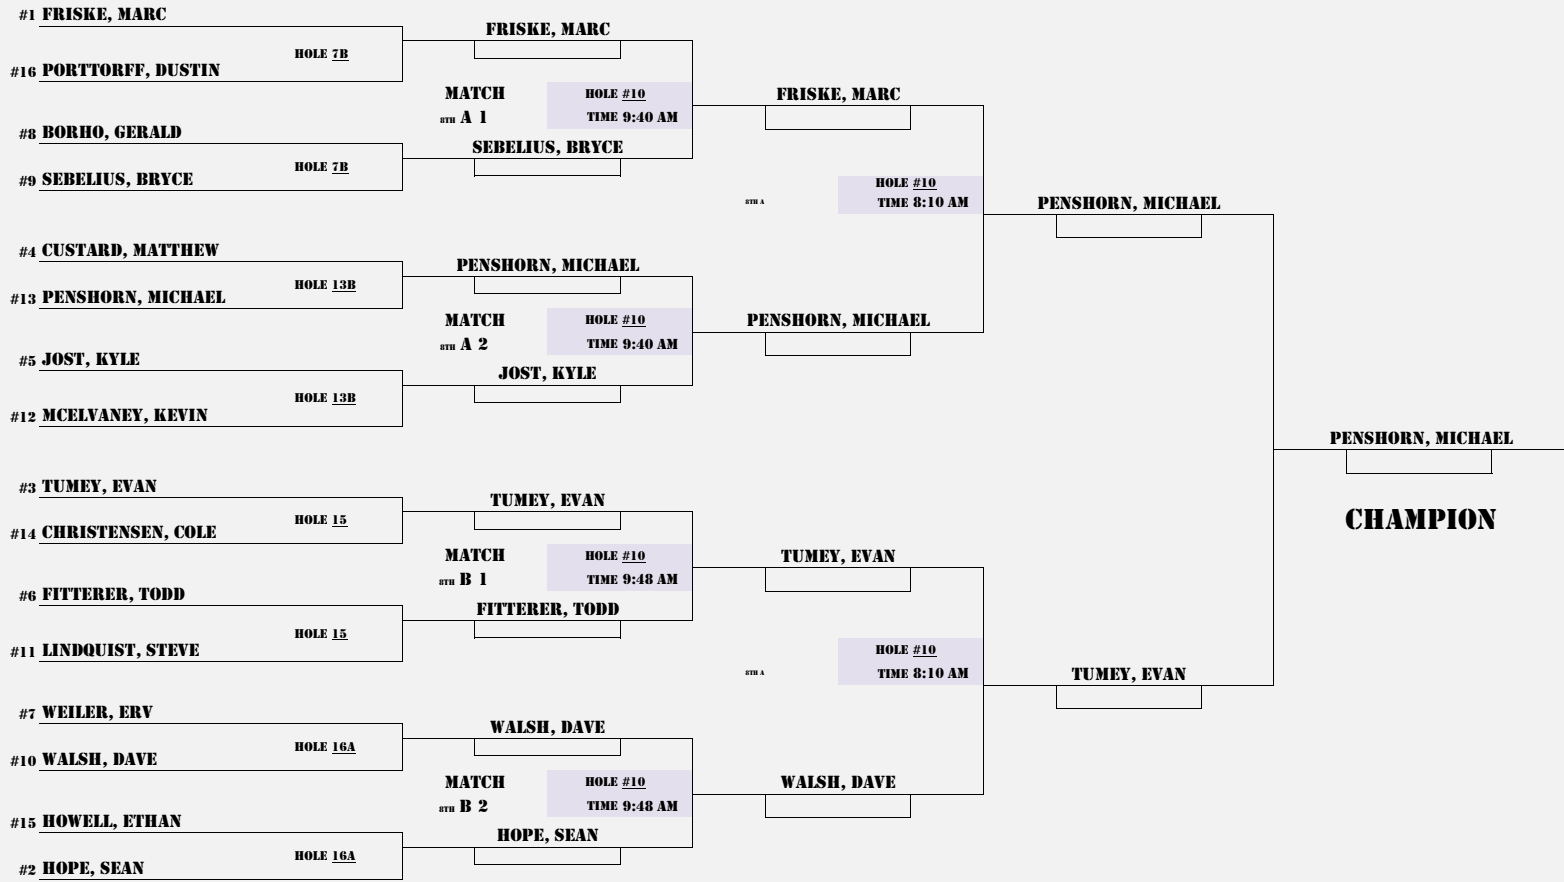 #1 FRISKE, MARC
HOLE 7B
#16 PORTTORFF, DUSTIN
#8 BORHO, GERALD
HOLE 7B
#9 SEBELIUS, BRYCE
#4 CUSTARD, MATTHEW
HOLE 13B
#13 PENSHORN, MICHAEL
#5 JOST, KYLE
HOLE 13B
#12 MCELVANEY, KEVIN
#3 TUMEY, EVAN
HOLE 15
#14 CHRISTENSEN, COLE
#6 FITTERER, TODD
HOLE 15
#11 LINDQUIST, STEVE
#7 WEILER, ERV
HOLE 16A
#10 WALSH, DAVE
#15 HOWELL, ETHAN
HOLE 16A
#2 HOPE, SEAN
FRISKE, MARC
MATCH
8TH A 1
HOLE #10
TIME 9:40 AM
SEBELIUS, BRYCE
PENSHORN, MICHAEL
MATCH
8TH A 2
HOLE #10
TIME 9:40 AM
JOST, KYLE
TUMEY, EVAN
MATCH
8TH B 1
HOLE #10
TIME 9:48 AM
FITTERER, TODD
WALSH, DAVE
MATCH
8TH B 2
HOLE #10
TIME 9:48 AM
HOPE, SEAN
FRISKE, MARC
8TH A
HOLE #10
TIME 8:10 AM
PENSHORN, MICHAEL
TUMEY, EVAN
8TH A
HOLE #10
TIME 8:10 AM
WALSH, DAVE
PENSHORN, MICHAEL
TUMEY, EVAN
PENSHORN, MICHAEL
CHAMPION